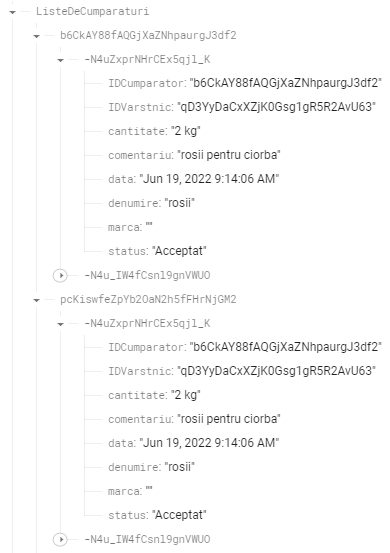 ListeDeCumparaturi
b6CkAY88fAQGjXaZNhpaurgJ3df2
-N4uZxprNHrCEx5qjl_K
IDCumparator: "b6CkAY88fAQGjXaZNhpaurgJ3df2"
IDVarstnic: "qD3YyDaCxXZjK0Gsg1gR5R2AvU63"
cantitate: "2 kg"
comentariu: "rosii pentru ciorba"
data: "Jun 19, 2022 9:14:06 AM"
denumire: "rosii"
marca: ""
status: "Acceptat"
-N4u_IW4fCsnl9gnVWUO
pcKiswfeZpYb2OaN2h5fFHrNjGM2
-N4uZxprNHrCEx5qjl_K
IDCumparator: "b6CkAY88fAQGjXaZNhpaurgJ3df2"
IDVarstnic: "qD3YyDaCxXZjK0Gsg1gR5R2AvU63"
cantitate: "2 kg"
comentariu: "rosii pentru ciorba"
data: "Jun 19, 2022 9:14:06 AM"
denumire: "rosii"
marca: ""
status: "Acceptat"
-N4u_IW4fCsnl9gnVWUO